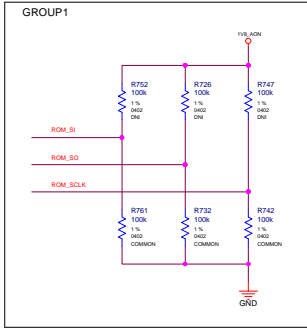 GROUP1
1V8_AON
R752
100k
1 %
0402
DNI
R726
100k
1 %
0402
DNI
R747
100k
1 %
0402
DNI
ROM_SI
ROM_SO
ROM_SCLK
R761
100k
1 %
0402
COMMON
R732
100k
1 %
0402
COMMON
R742
100k
1 %
0402
COMMON
GND